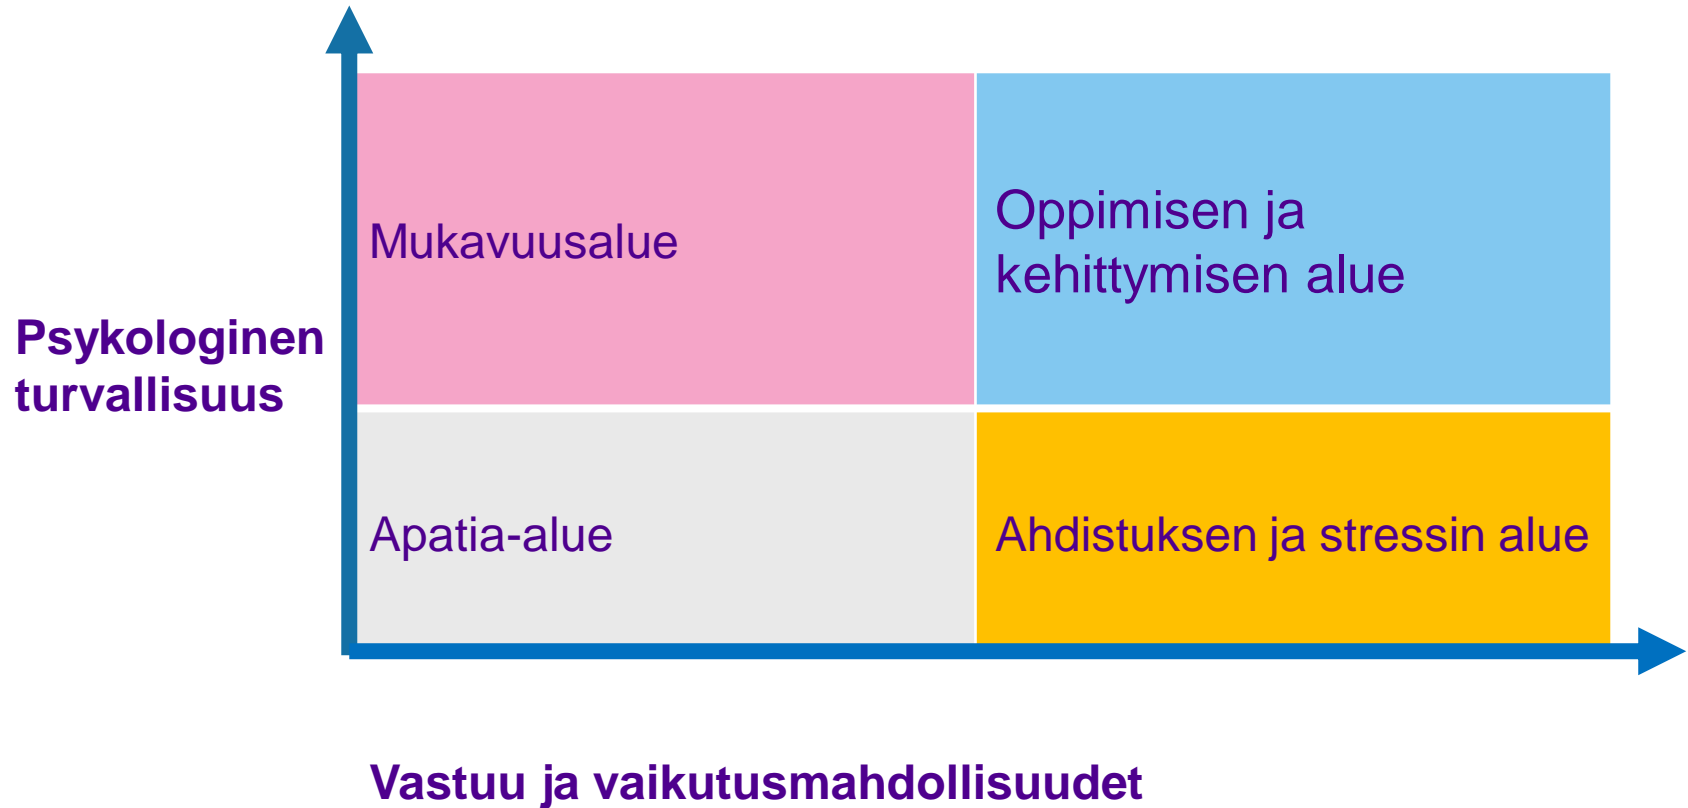 Mukavuusalue
Oppimisen ja
kehittymisen alue
Psykologinen
turvallisuus
Apatia-alue
Ahdistuksen ja stressin alue
Vastuu ja vaikutusmahdollisuudet